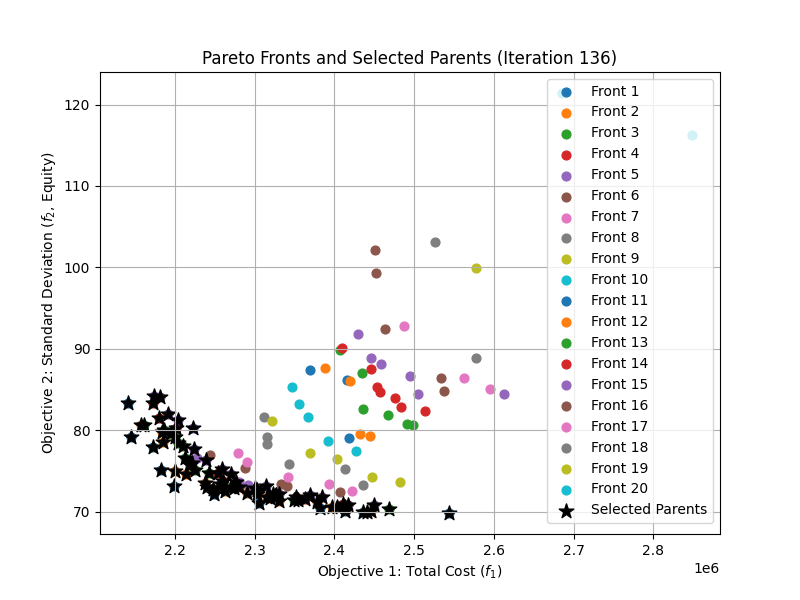 Pareto Fronts and Selected Parents (Iteration 136)
Objective 2: Standard Deviation (f₂, Equity)
120
110
100
90
80
70
2.2
2.3
2.4
2.5
2.6
2.7
2.8
1e6
Objective 1: Total Cost (f₁)
Front 1
Front 2
Front 3
Front 4
Front 5
Front 6
Front 7
Front 8
Front 9
Front 10
Front 11
Front 12
Front 13
Front 14
Front 15
Front 16
Front 17
Front 18
Front 19
Front 20
Selected Parents